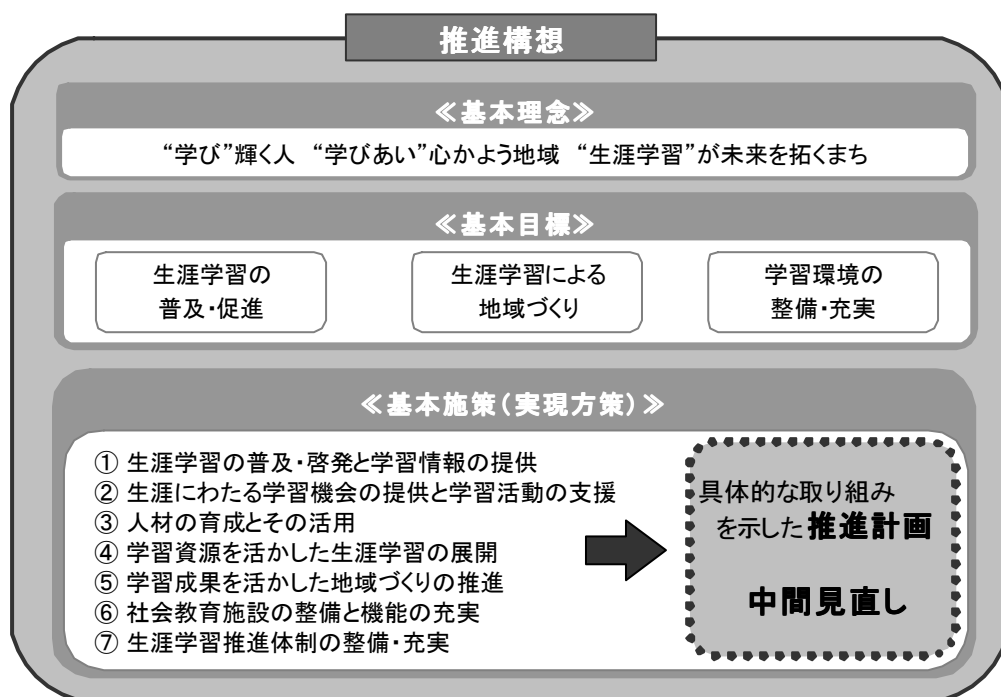 推進構想
≪基本理念≫
“学び”輝く人 “学びあい”心かよう地域 “生涯学習”が未来を拓くまち
≪基本目標≫
生涯学習の
普及・促進
生涯学習による
地域づくり
学習環境の
整備・充実
≪基本施策(実現方策)≫
① 生涯学習の普及・啓発と学習情報の提供
② 生涯にわたる学習機会の提供と学習活動の支援
③ 人材の育成とその活用
④ 学習資源を活かした生涯学習の展開
⑤ 学習成果を活かした地域づくりの推進
⑥ 社会教育施設の整備と機能の充実
⑦ 生涯学習推進体制の整備・充実
具体的な取り組み
を示した推進計画
中間見直し